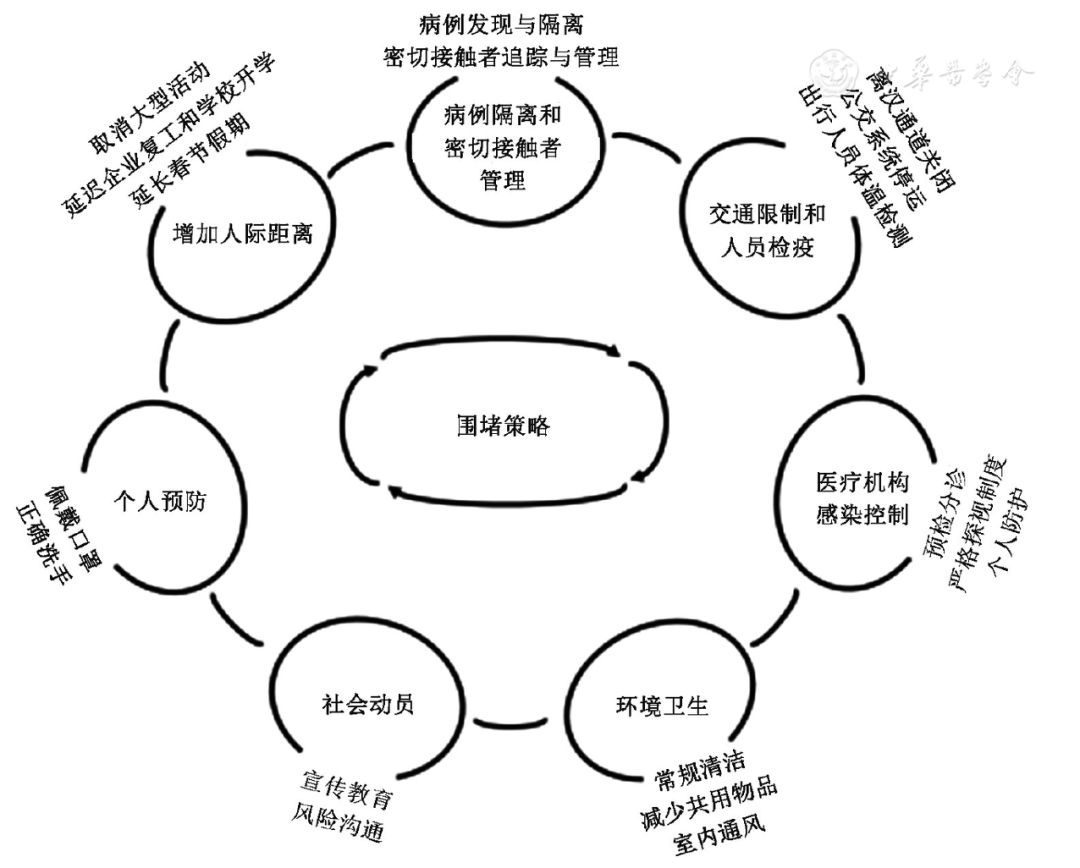 病例发现与隔离
密切接触者追踪与管理
病例隔离和
密切接触者
管理
中华医学会
离汉通道关闭
公交系统停运
出行人员体温检测
交通限制和
人员检疫
医疗机构
感染控制
预检分诊
严格探视制度
个人防护
环境卫生
常规清洁
减少共用物品
室内通风
社会动员
宣传教育
风险沟通
个人预防
佩戴口罩
正确洗手
取消大型活动
延迟企业复工和学校开学
延长春节假期
增加人际距离
围堵策略